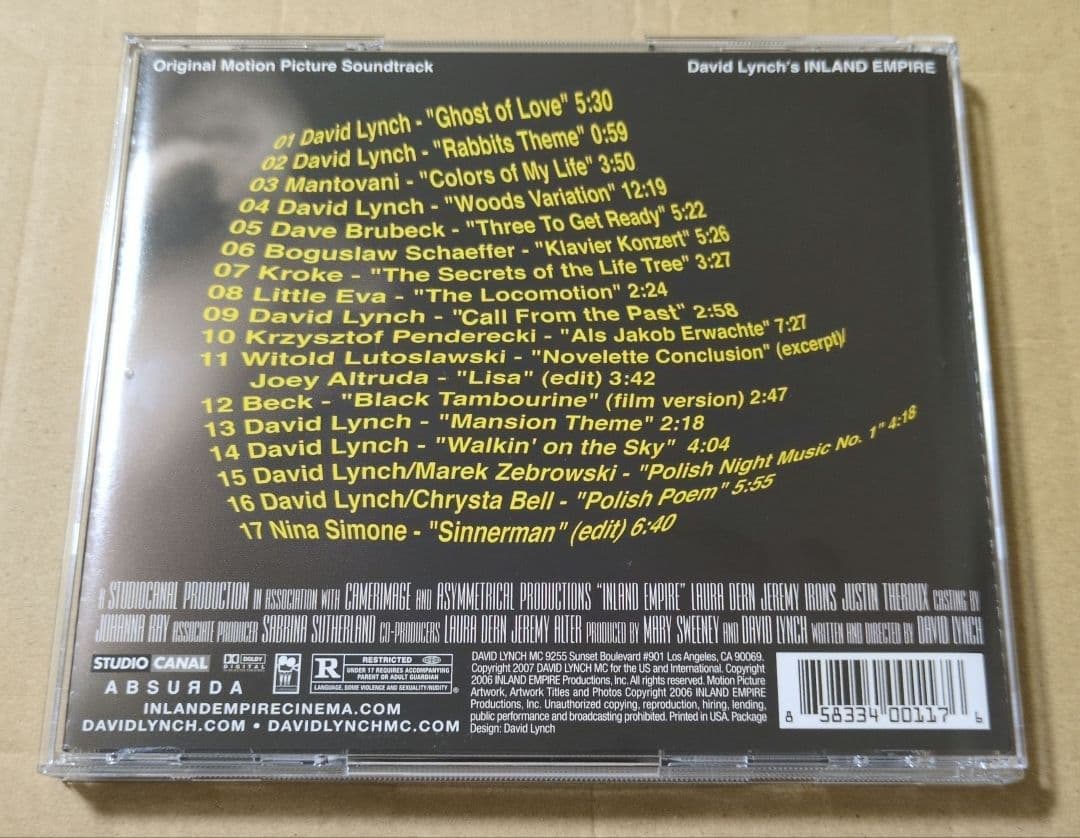 Original Motion Picture Soundtrack
David Lynch's INLAND EMPIRE
01 David Lynch - "Ghost of Love" 5:30
02 David Lynch - "Rabbits Theme" 0:59
03 Mantovani - "Colors of My Life" 3:50
04 David Lynch - "Woods Variation" 12:19
05 Dave Brubeck - "Three To Get Ready" 5:22
06 Boguslaw Schaeffer - "Klavier Konzert" 5:26
07 Kroke - "The Secrets of the Life Tree" 3:27
08 Little Eva - "The Locomotion" 2:24
09 David Lynch - "Call From the Past" 2:58
10 Krzysztof Penderecki - "Als Jakob Erwachte" 7:27
11 Witold Lutoslawski - "Novelette Conclusion" (excerpt)/
Joey Altruda - "Lisa" (edit) 3:42
12 Beck - "Black Tambourine" (film version) 2:47
13 David Lynch - "Mansion Theme" 2:18
14 David Lynch - "Walkin' on the Sky" 4:04
15 David Lynch/Marek Zebrowski - "Polish Night Music No. 1" 4:18
16 David Lynch/Chrysta Bell - "Polish Poem" 5:55
17 Nina Simone - "Sinnerman" (edit) 6:40
A STUDIOCANAL PRODUCTION IN ASSOCIATION WITH CAMERIMAGE AND ASYMMETRICAL PRODUCTIONS "INLAND EMPIRE" LAURA DERN JEREMY IRONS JUSTIN THEROUX CASTING BY
JOHANNA RAY ASSOCIATE PRODUCER SABRINA SUTHERLAND CO-PRODUCERS LAURA DERN JEREMY ALTER PRODUCED BY MARY SWEENEY AND DAVID LYNCH WRITTEN AND DIRECTED BY DAVID LYNCH
STUDIO CANAL
DOLBY
DIGITAL
ABSUЯDA
R RESTRICTED
UNDER 17 REQUIRES ACCOMPANYING
PARENT OR ADULT GUARDIAN
LANGUAGE, SOME VIOLENCE AND SEXUALITY/NUDITY
INLANDEMPIRECINEMA.COM
DAVIDLYNCH.COM • DAVIDLYNCHMC.COM
DAVID LYNCH MC 9255 Sunset Boulevard #901 Los Angeles, CA 90069.
Copyright 2007 DAVID LYNCH MC for the US and International. Copyright
2006 INLAND EMPIRE Productions, Inc. All rights reserved. Motion Picture
Artwork, Artwork Titles and Photos Copyright 2006 INLAND EMPIRE
Productions, Inc. Unauthorized copying, reproduction, hiring, lending,
public performance and broadcasting prohibited. Printed in USA. Package
Design: David Lynch
8 58334 00117 6